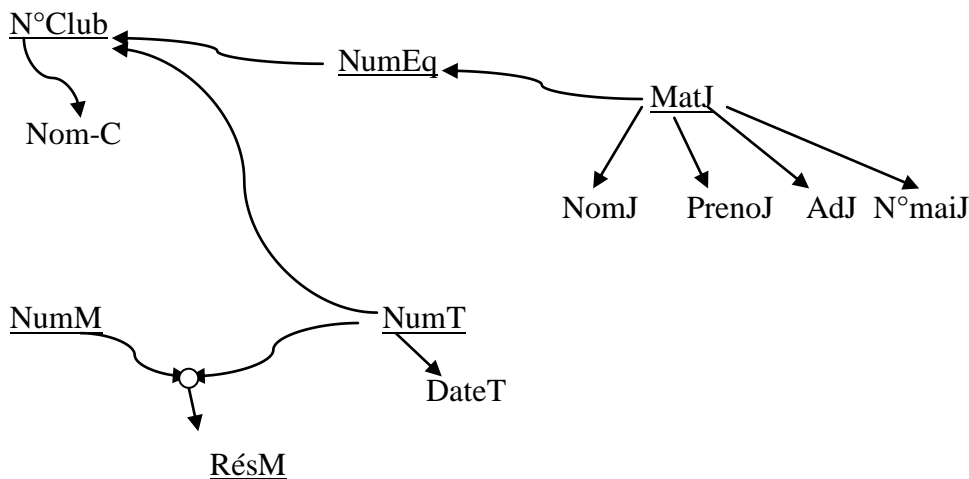 N°Club
NumEq
MatJ
Nom-C
NomJ PrenoJ AdJ N°maiJ
NumM NumT
DateT
RésM